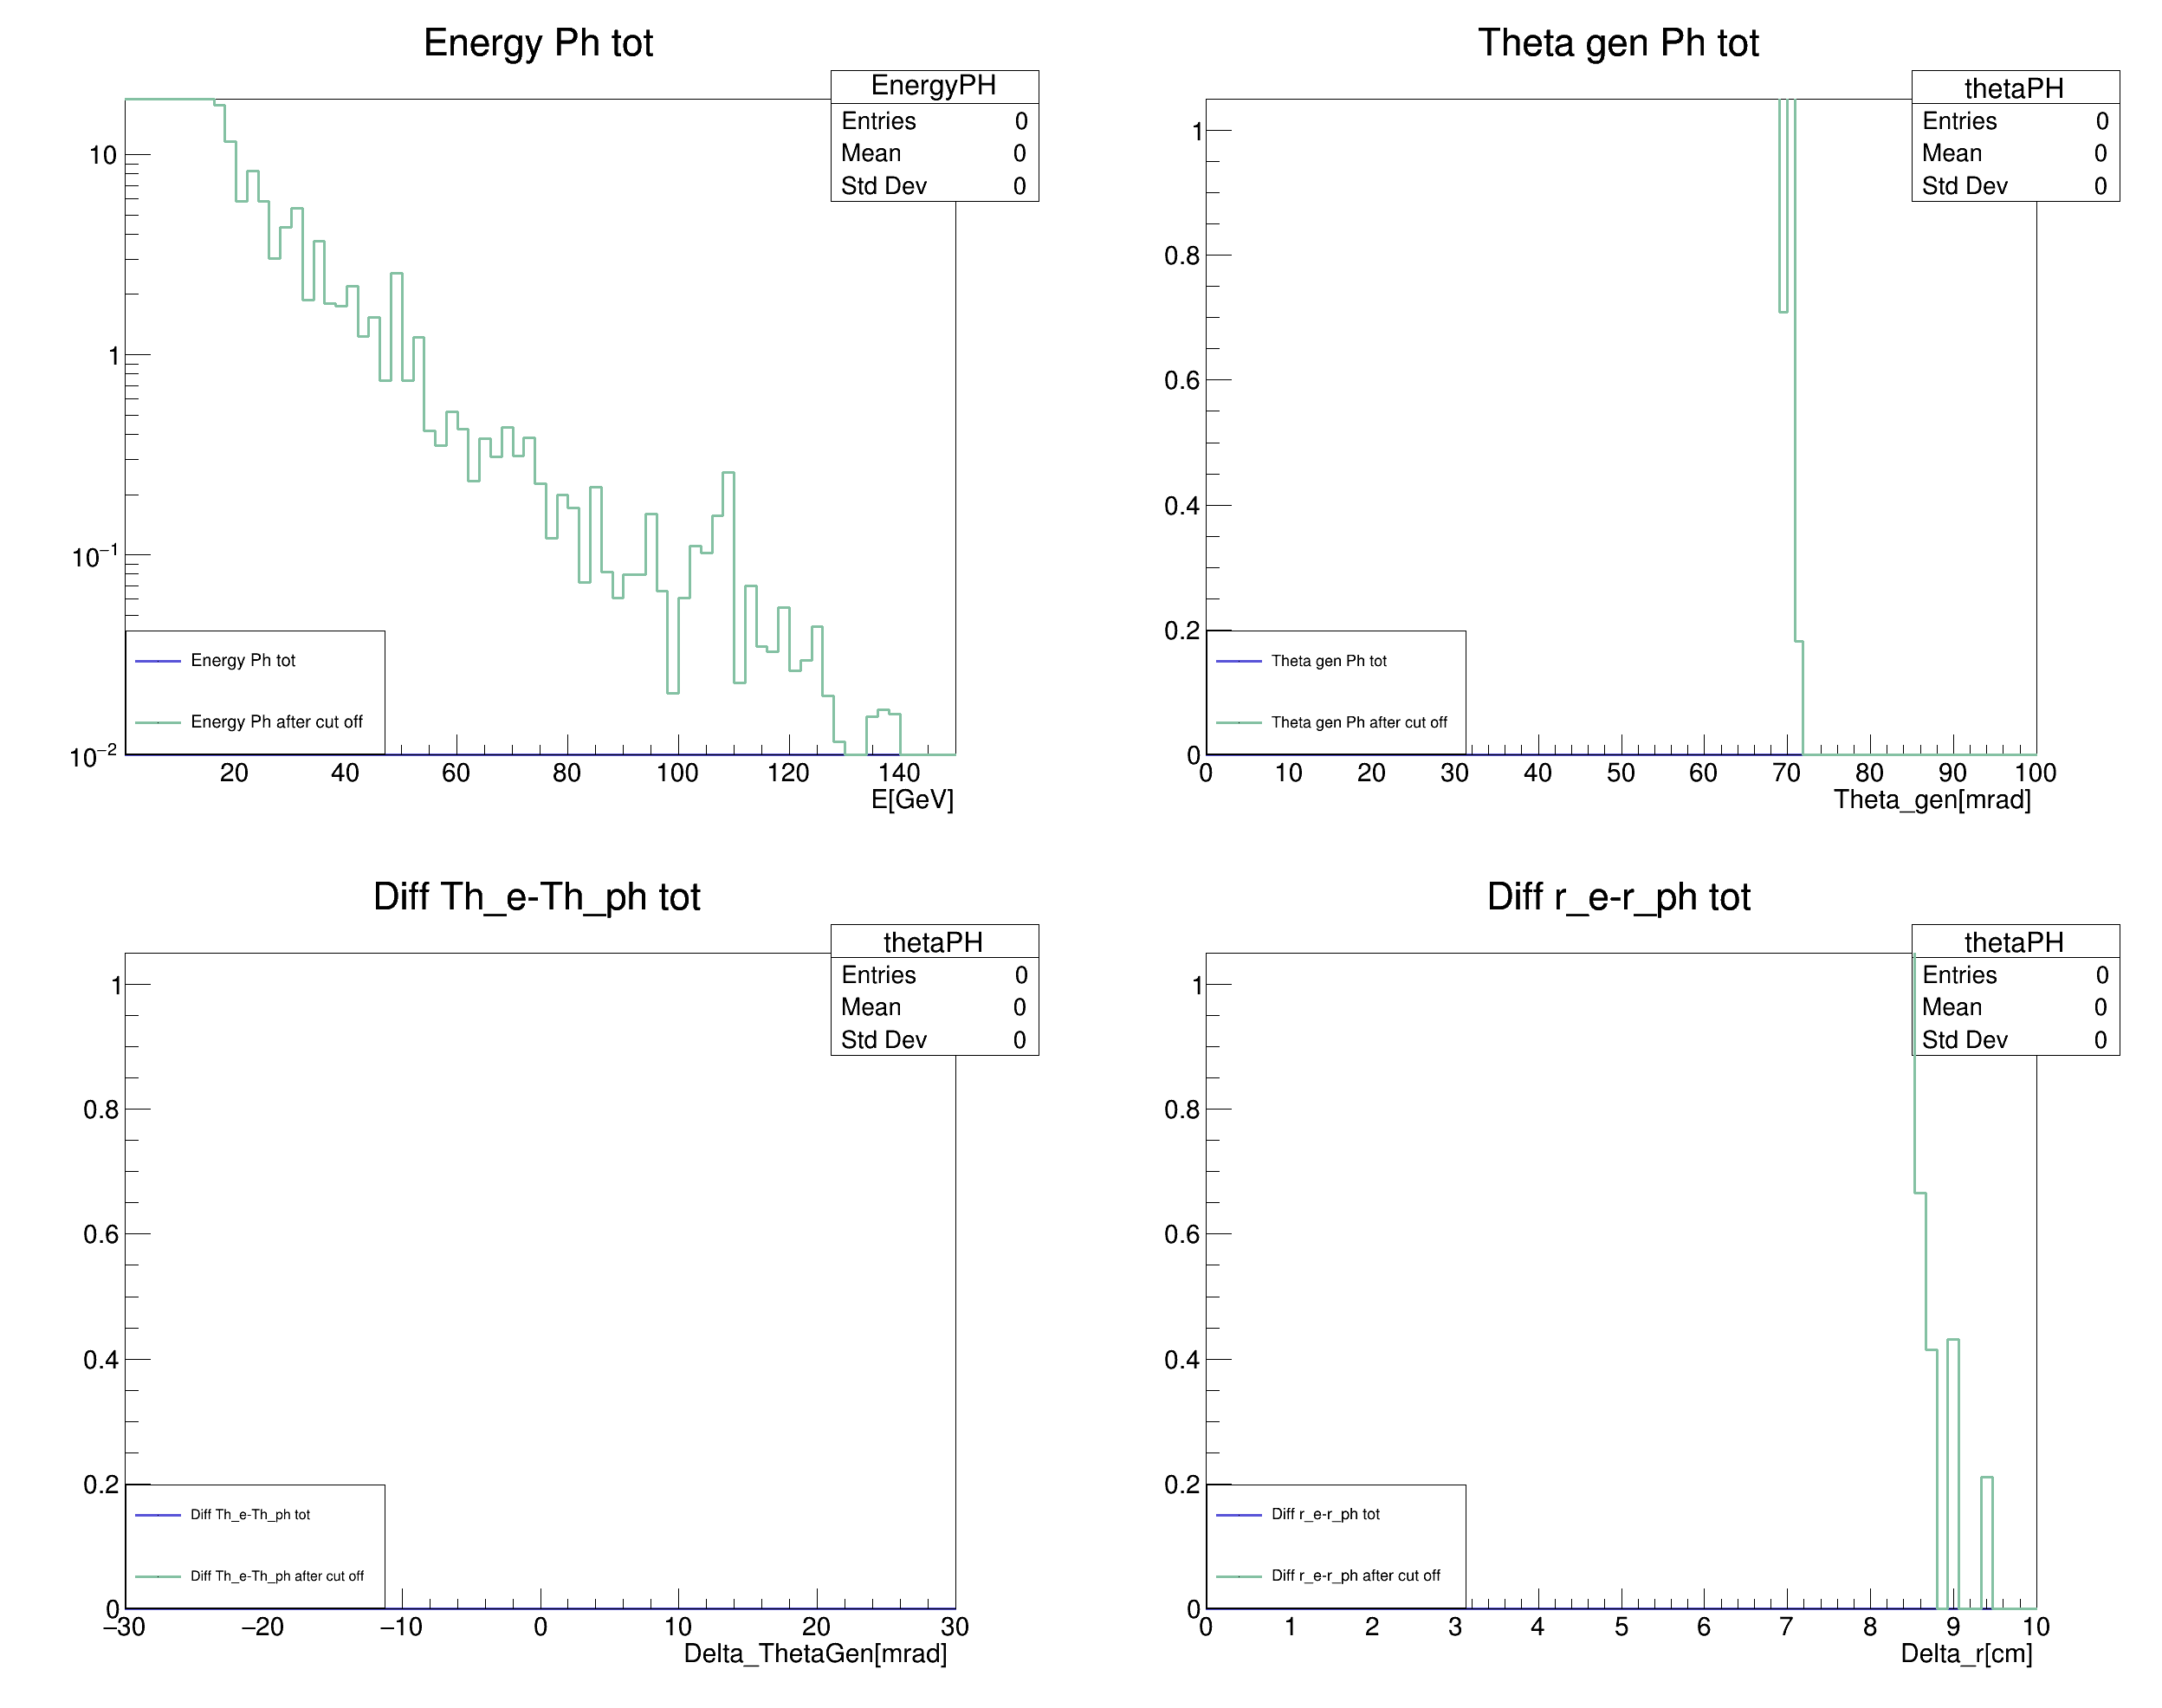 Energy Ph tot
EnergyPH
Entries 0
Mean 0
Std Dev 0
10
1
10−1
10−2
Energy Ph tot
Energy Ph after cut off
20 40 60 80 100 120 140
E[GeV]
Theta gen Ph tot
thetaPH
Entries 0
Mean 0
Std Dev 0
1
0.8
0.6
0.4
0.2
0
Theta gen Ph tot
Theta gen Ph after cut off
0 10 20 30 40 50 60 70 80 90 100
Theta_gen[mrad]
Diff Th_e-Th_ph tot
thetaPH
Entries 0
Mean 0
Std Dev 0
1
0.8
0.6
0.4
0.2
0
Diff Th_e-Th_ph tot
Diff Th_e-Th_ph after cut off
−30 −20 −10 0 10 20 30
Delta_ThetaGen[mrad]
Diff r_e-r_ph tot
thetaPH
Entries 0
Mean 0
Std Dev 0
1
0.8
0.6
0.4
0.2
0
Diff r_e-r_ph tot
Diff r_e-r_ph after cut off
0 1 2 3 4 5 6 7 8 9 10
Delta_r[cm]